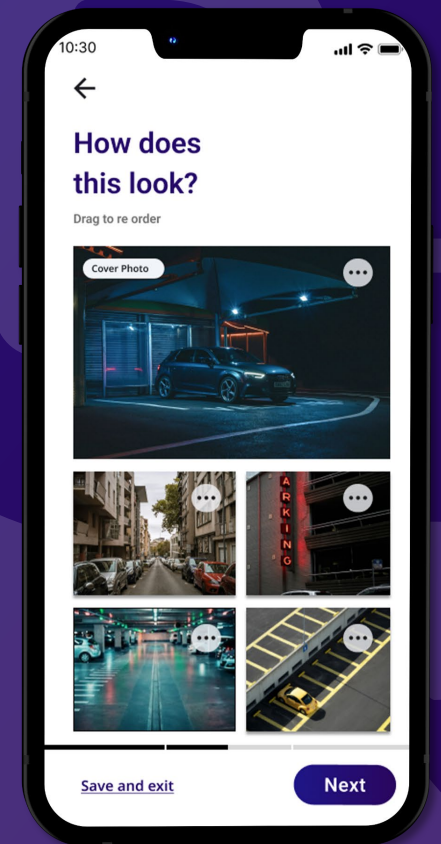 10:30
How does
this look?
Drag to re order
Cover Photo
ARKING
Save and exit
Next